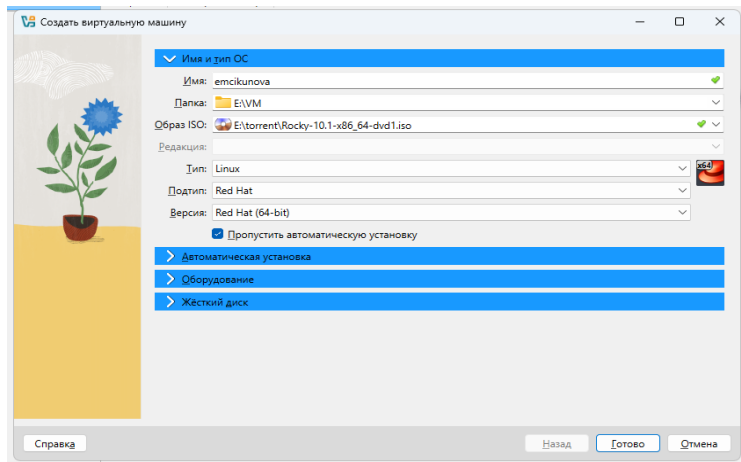 Создать виртуальную машину
Имя и тип ОС
Имя: emcikunova
Папка: E:\VM
Образ ISO: E:\torrent\Rocky-10.1-x86_64-dvd1.iso
Редакция:
Тип: Linux
x64
Подтип: Red Hat
Версия: Red Hat (64-bit)
Пропустить автоматическую установку
Автоматическая установка
Оборудование
Жёсткий диск
Справка Назад Готово Отмена